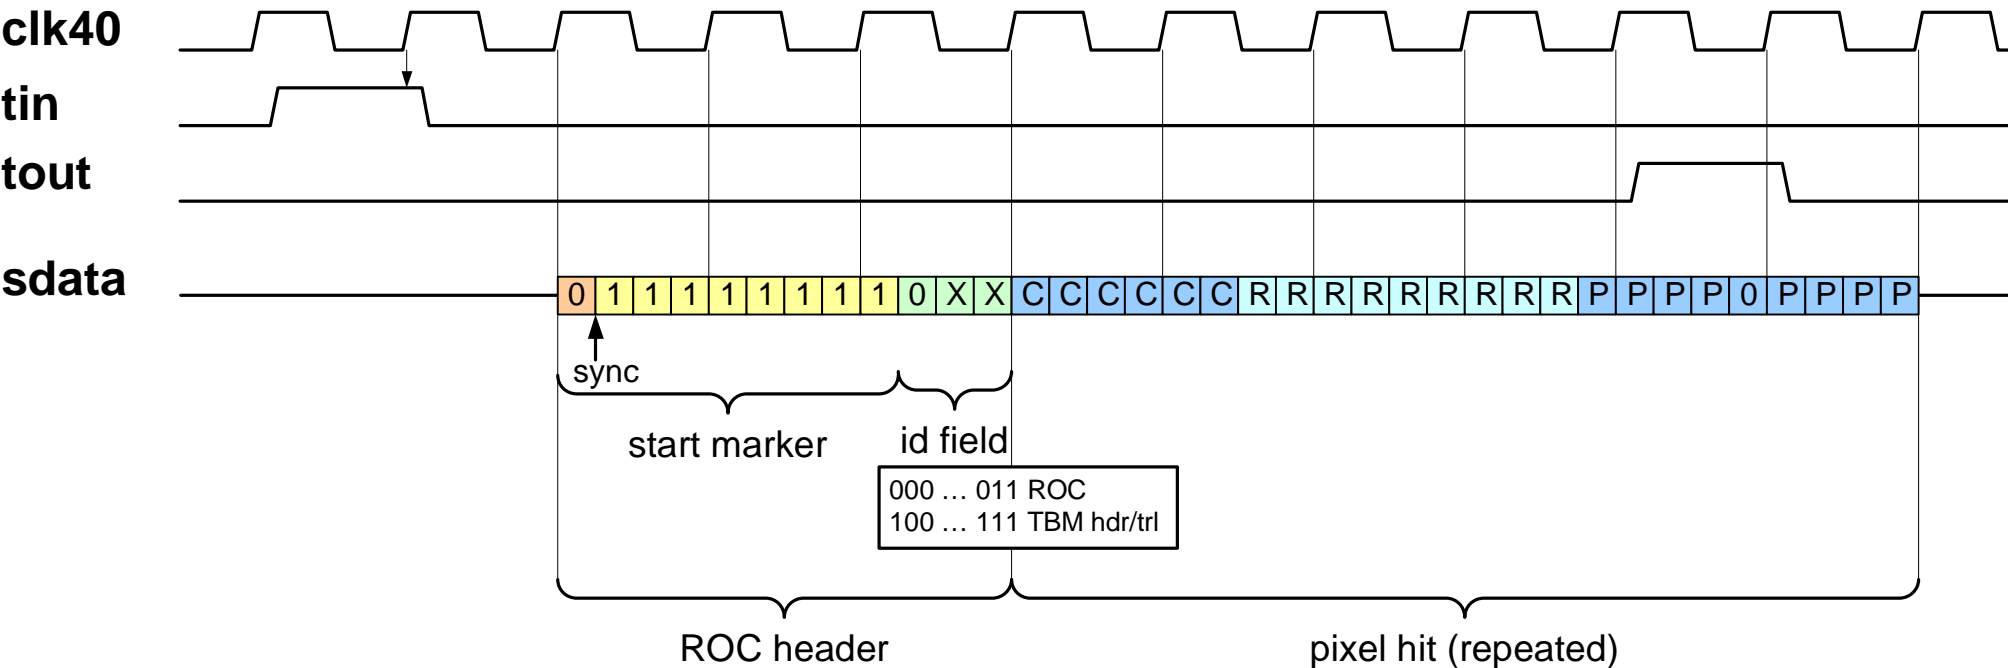 clk40
tin
tout
sdata
0 1 1 1 1 1 1 1 1 0 X X C C C C C C R R R R R R R R R P P P P 0 P P P P
sync
start marker
id field
000 … 011 ROC
100 … 111 TBM hdr/trl
ROC header
pixel hit (repeated)